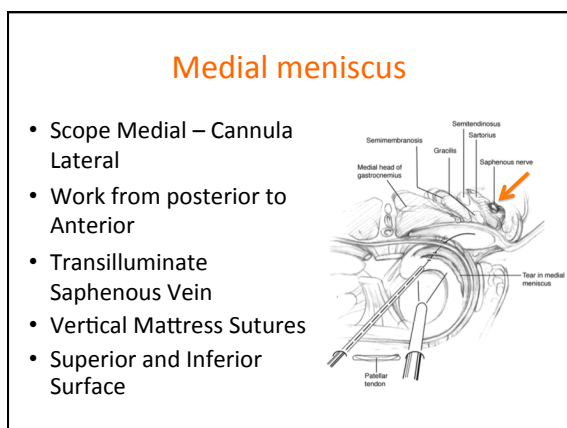 Medial meniscus
• Scope Medial – Cannula
Lateral
• Work from posterior to
Anterior
• Transilluminate
Saphenous Vein
• Vertical Mattress Sutures
• Superior and Inferior
Surface
Semitendinosus
Sartorius
Semimembranosis
Gracilis
Saphenous nerve
Medial head of
gastrocnemius
Tear in medial
meniscus
Patellar
tendon